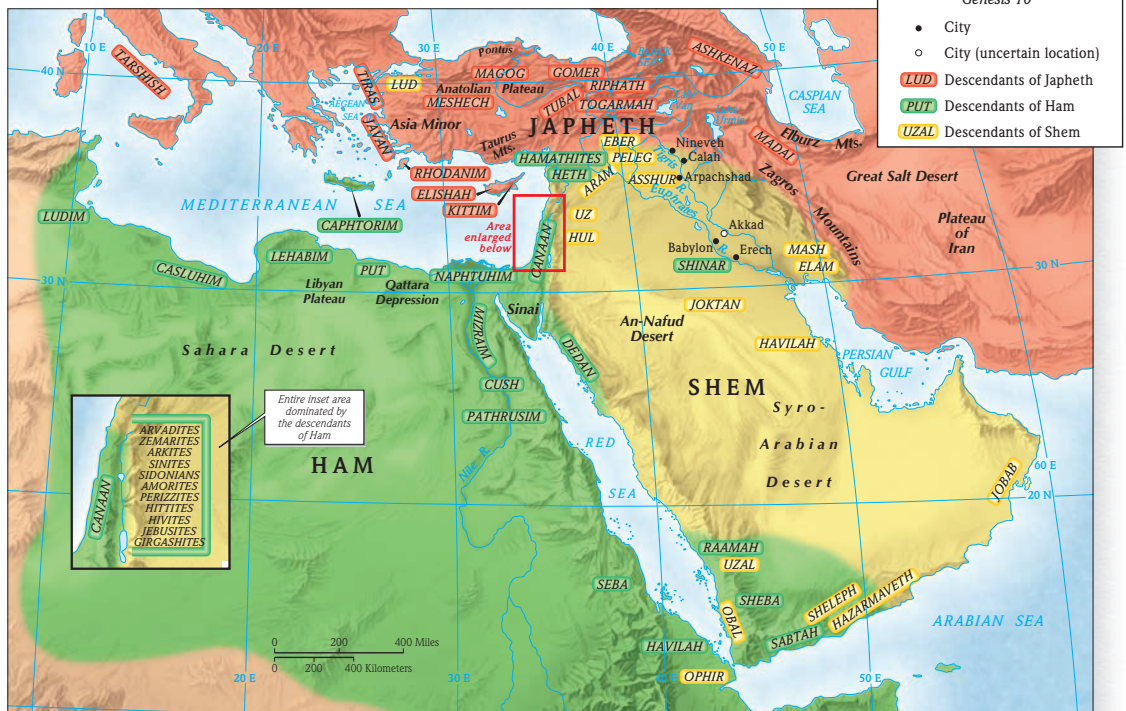 Genesis 10
City
City (uncertain location)
LUD Descendants of Japheth
PUT Descendants of Ham
UZAL Descendants of Shem
10 E
20 E
30 E
40 E
50 E
40 N
TARSHISH
TIRAS
JAVAN
AEGEAN
SEA
LUD
Pontus
MAGOG
GOMER
BLACK
SEA
ASHKENAZ
Anatolian Plateau
RIPHATH
MESHECH
TUBAL
TOGARMAH
CASPIAN
SEA
Asia Minor
JAPHETH
Taurus
Mts.
Elburz Mts.
MADAI
EBER
PELEG
Nineveh
Calah
HAMATHITES
HETH
ARAM
ASSHUR
Arpachshad
Tigris R.
Euphrates
R.
Zagros
Mountains
Great Salt Desert
Plateau
of
Iran
RHODANIM
ELISHAH
KITTIM
MEDITERRANEAN SEA
LUDIM
CAPHTORIM
Area
enlarged
below
CANAAN
UZ
HUL
Akkad
Babylon
Erech
SHINAR
MASH
ELAM
30 N
30 N
LEHABIM
CASLUHIM
PUT
NAPHTUHIM
Libyan
Plateau
Qattara
Depression
Sinai
JOKTAN
An-Nafud
Desert
HAVILAH
PERSIAN
GULF
Sahara Desert
MIZRAIM
DEDAN
CUSH
PATHRUSIM
SHEM
Syro-
Arabian
Desert
Entire inset area
dominated by
the descendants
of Ham
ARVADITES
ZEMARITES
ARKITES
SINITES
SIDONIANS
AMORITES
PERIZZITES
HITTITES
HIVITES
JEBUSITES
GIRGASHITES
CANAAN
HAM
Nile R.
RED
SEA
60 E
20 N
JOBAB
RAAMAH
UZAL
SEBA
SHEBA
OBAL
SHELEPH
HAZARMAVETH
SABTAH
ARABIAN SEA
HAVILAH
OPHIR
0 200 400 Miles
0 200 400 Kilometers
20 E
30 E
40 E
50 E